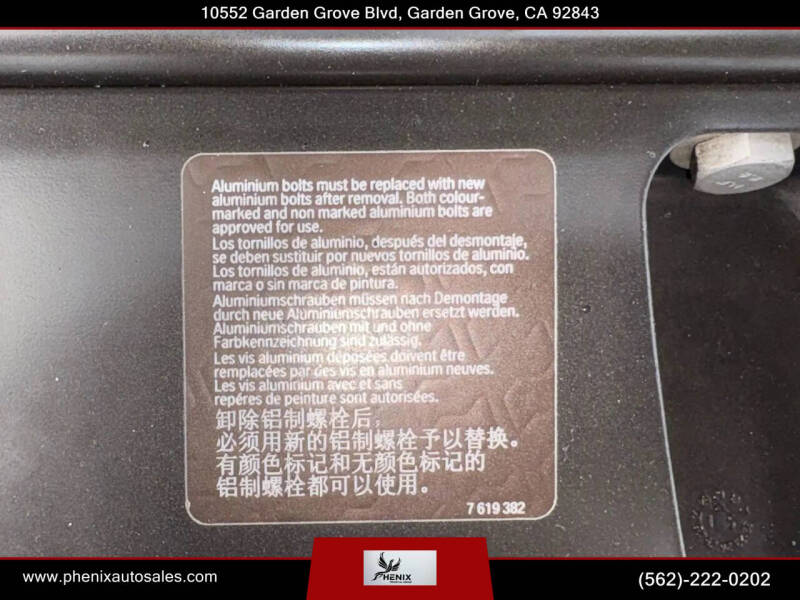 10552 Garden Grove Blvd, Garden Grove, CA 92843
Aluminium bolts must be replaced with new
aluminium bolts after removal. Both colour-
marked and non marked aluminium bolts are
approved for use.
Los tornillos de aluminio, después del desmontaje,
se deben sustituir por nuevos tornillos de aluminio.
Los tornillos de aluminio, están autorizados, con
marca o sin marca de pintura.
Aluminiumschrauben müssen nach Demontage
durch neue Aluminiumschrauben ersetzt werden.
Aluminiumschrauben mit und ohne
Farbkennzeichnung sind zulässig.
Les vis aluminium déposées doivent être
remplacées par des vis en aluminium neuves.
Les vis aluminium avec et sans
repères de peinture sont autorisées.
卸除铝制螺栓后,
必须用新的铝制螺栓予以替换。
有颜色标记和无颜色标记的
铝制螺栓都可以使用。
7 619 382
www.phenixautosales.com
PHENIX
(562)-222-0202